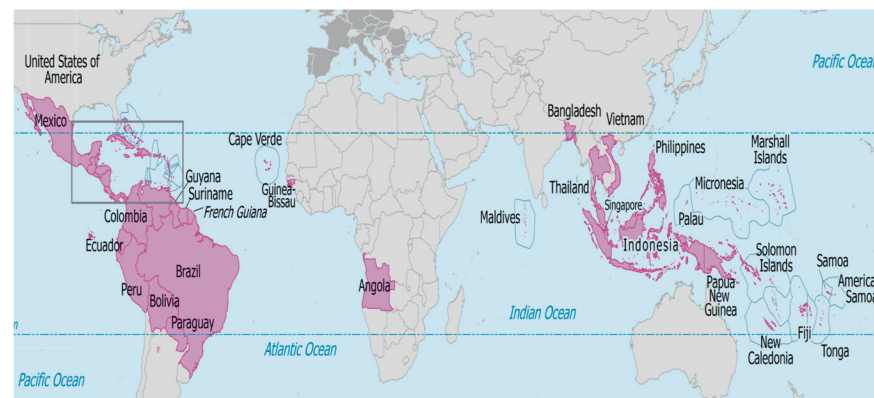 United States of
America
Pacific Ocean
Mexico
Bangladesh
Vietnam
Cape Verde
Philippines
Marshall
Islands
Guyana
Suriname
French Guiana
Guinea-
Bissau
Thailand
Micronesia
Singapore
Colombia
Maldives
Palau
Ecuador
Indonesia
Solomon
Islands
Samoa
Brazil
America
Samoa
Peru
Bolivia
Angola
Papua
New
Guinea
Paraguay
Indian Ocean
Fiji
New
Caledonia
Tonga
Atlantic Ocean
Pacific Ocean